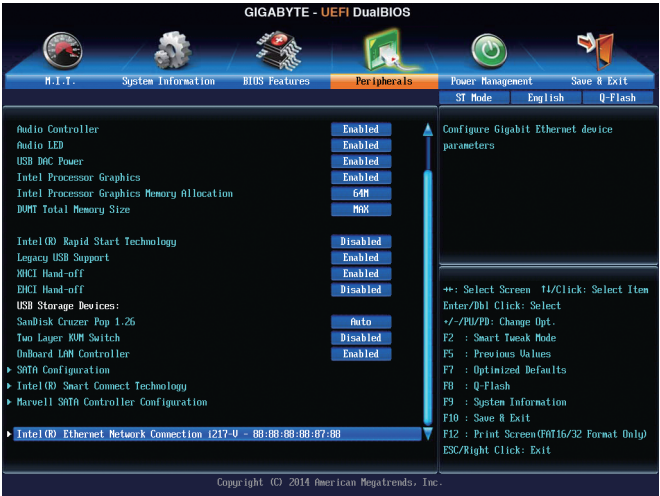 GIGABYTE - UEFI DualBIOS
M.I.T. System Information BIOS Features Peripherals Power Management Save & Exit
ST Mode English Q-Flash
Audio Controller Enabled
Audio LED Enabled
USB DAC Power Enabled
Intel Processor Graphics Enabled
Intel Processor Graphics Memory Allocation 64M
DVMT Total Memory Size MAX
Intel(R) Rapid Start Technology Disabled
Legacy USB Support Enabled
XHCI Hand-off Enabled
EHCI Hand-off Disabled
USB Storage Devices:
SanDisk Cruzer Pop 1.26 Auto
Two Layer KVM Switch Disabled
OnBoard LAN Controller Enabled
SATA Configuration
Intel(R) Smart Connect Technology
Marvell SATA Controller Configuration
Intel(R) Ethernet Network Connection i217-V - 88:88:88:88:87:88
Configure Gigabit Ethernet device
parameters
→←: Select Screen ↑↓/Click: Select Item
Enter/Dbl Click: Select
+/-/PU/PD: Change Opt.
F2 : Smart Tweak Mode
F5 : Previous Values
F7 : Optimized Defaults
F8 : Q-Flash
F9 : System Information
F10 : Save & Exit
F12 : Print Screen(FAT16/32 Format Only)
ESC/Right Click: Exit
Copyright (C) 2014 American Megatrends, Inc.